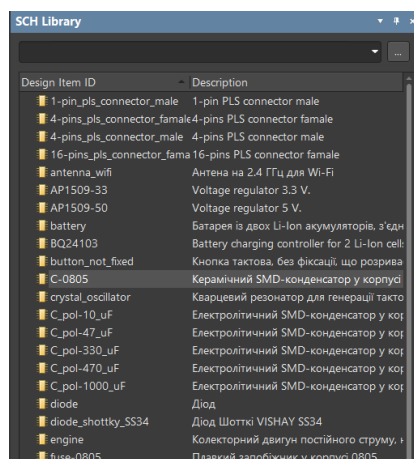 SCH Library
...
Design Item ID Description
1-pin_pls_connector_male 1-pin PLS connector male
4-pins_pls_connector_famale 4-pins PLS connector famale
4-pins_pls_connector_male 4-pins PLS connector male
16-pins_pls_connector_fama 16-pins PLS connector famale
antenna_wifi Антена на 2.4 ГГц для Wi-Fi
AP1509-33 Voltage regulator 3.3 V.
AP1509-50 Voltage regulator 5 V.
battery Батарея із двох Li-Ion акумуляторів, з'єдн
BQ24103 Battery charging controller for 2 Li-Ion cell
button_not_fixed Кнопка тактова, без фіксації, що розрива
C-0805 Керамічний SMD-конденсатор у корпусі
crystal_oscillator Кварцевий резонатор для генерації такто
C_pol-10_uF Електролітичний SMD-конденсатор у кор
C_pol-47_uF Електролітичний SMD-конденсатор у кор
C_pol-330_uF Електролітичний SMD-конденсатор у кор
C_pol-470_uF Електролітичний SMD-конденсатор у кор
C_pol-1000_uF Електролітичний SMD-конденсатор у кор
diode Діод
diode_shottky_SS34 Діод Шотткі VISHAY SS34
engine Колекторний двигун постійного струму,
fuse-0805 Плавкий запобіжник у корпусі 0805